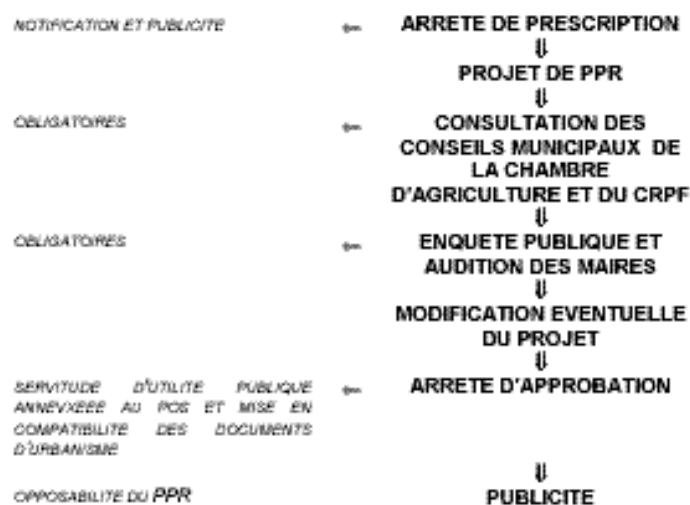 NOTIFICATION ET PUBLICITE ⇐ ARRETE DE PRESCRIPTION
⇓
PROJET DE PPR
⇓
OBLIGATOIRES ⇐ CONSULTATION DES
CONSEILS MUNICIPAUX DE
LA CHAMBRE
D'AGRICULTURE ET DU CRPF
⇓
OBLIGATOIRES ⇐ ENQUETE PUBLIQUE ET
AUDITION DES MAIRES
⇓
MODIFICATION EVENTUELLE
DU PROJET
⇓
SERVITUDE D'UTILITE PUBLIQUE ⇐ ARRETE D'APPROBATION
ANNEVXEEE AU POS ET MISE EN
COMPATIBILITE DES DOCUMENTS
D'URBANISME
⇓
OPPOSABILITE DU PPR PUBLICITE